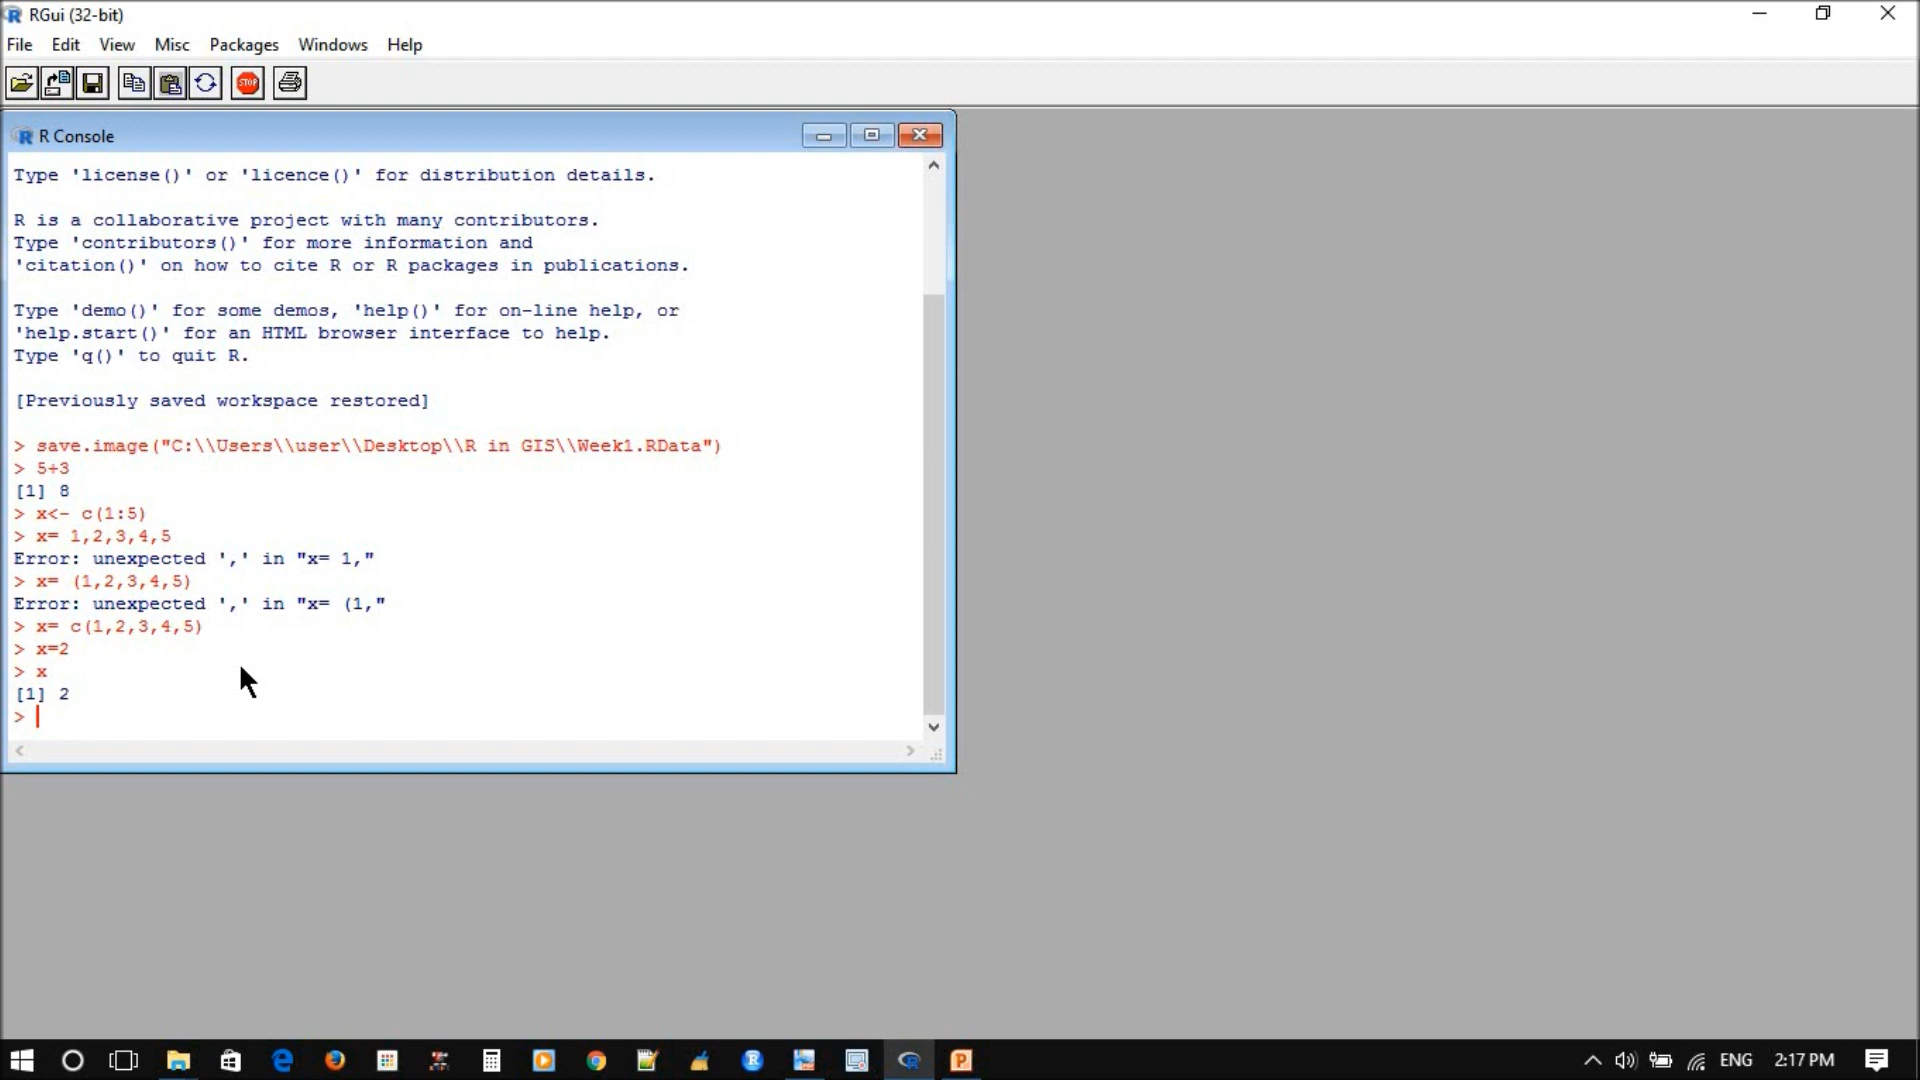 RGui (32-bit)
File Edit View Misc Packages Windows Help
STOP
R Console
Type 'license()' or 'licence()' for distribution details.
R is a collaborative project with many contributors.
Type 'contributors()' for more information and
'citation()' on how to cite R or R packages in publications.
Type 'demo()' for some demos, 'help()' for on-line help, or
'help.start()' for an HTML browser interface to help.
Type 'q()' to quit R.
[Previously saved workspace restored]
> save.image("C:\\Users\\user\\Desktop\\R in GIS\\Week1.RData")
> 5+3
[1] 8
> x<- c(1:5)
> x= 1,2,3,4,5
Error: unexpected ',' in "x= 1,"
> x= (1,2,3,4,5)
Error: unexpected ',' in "x= (1,"
> x= c(1,2,3,4,5)
> x=2
> x
[1] 2
>
ENG 2:17 PM